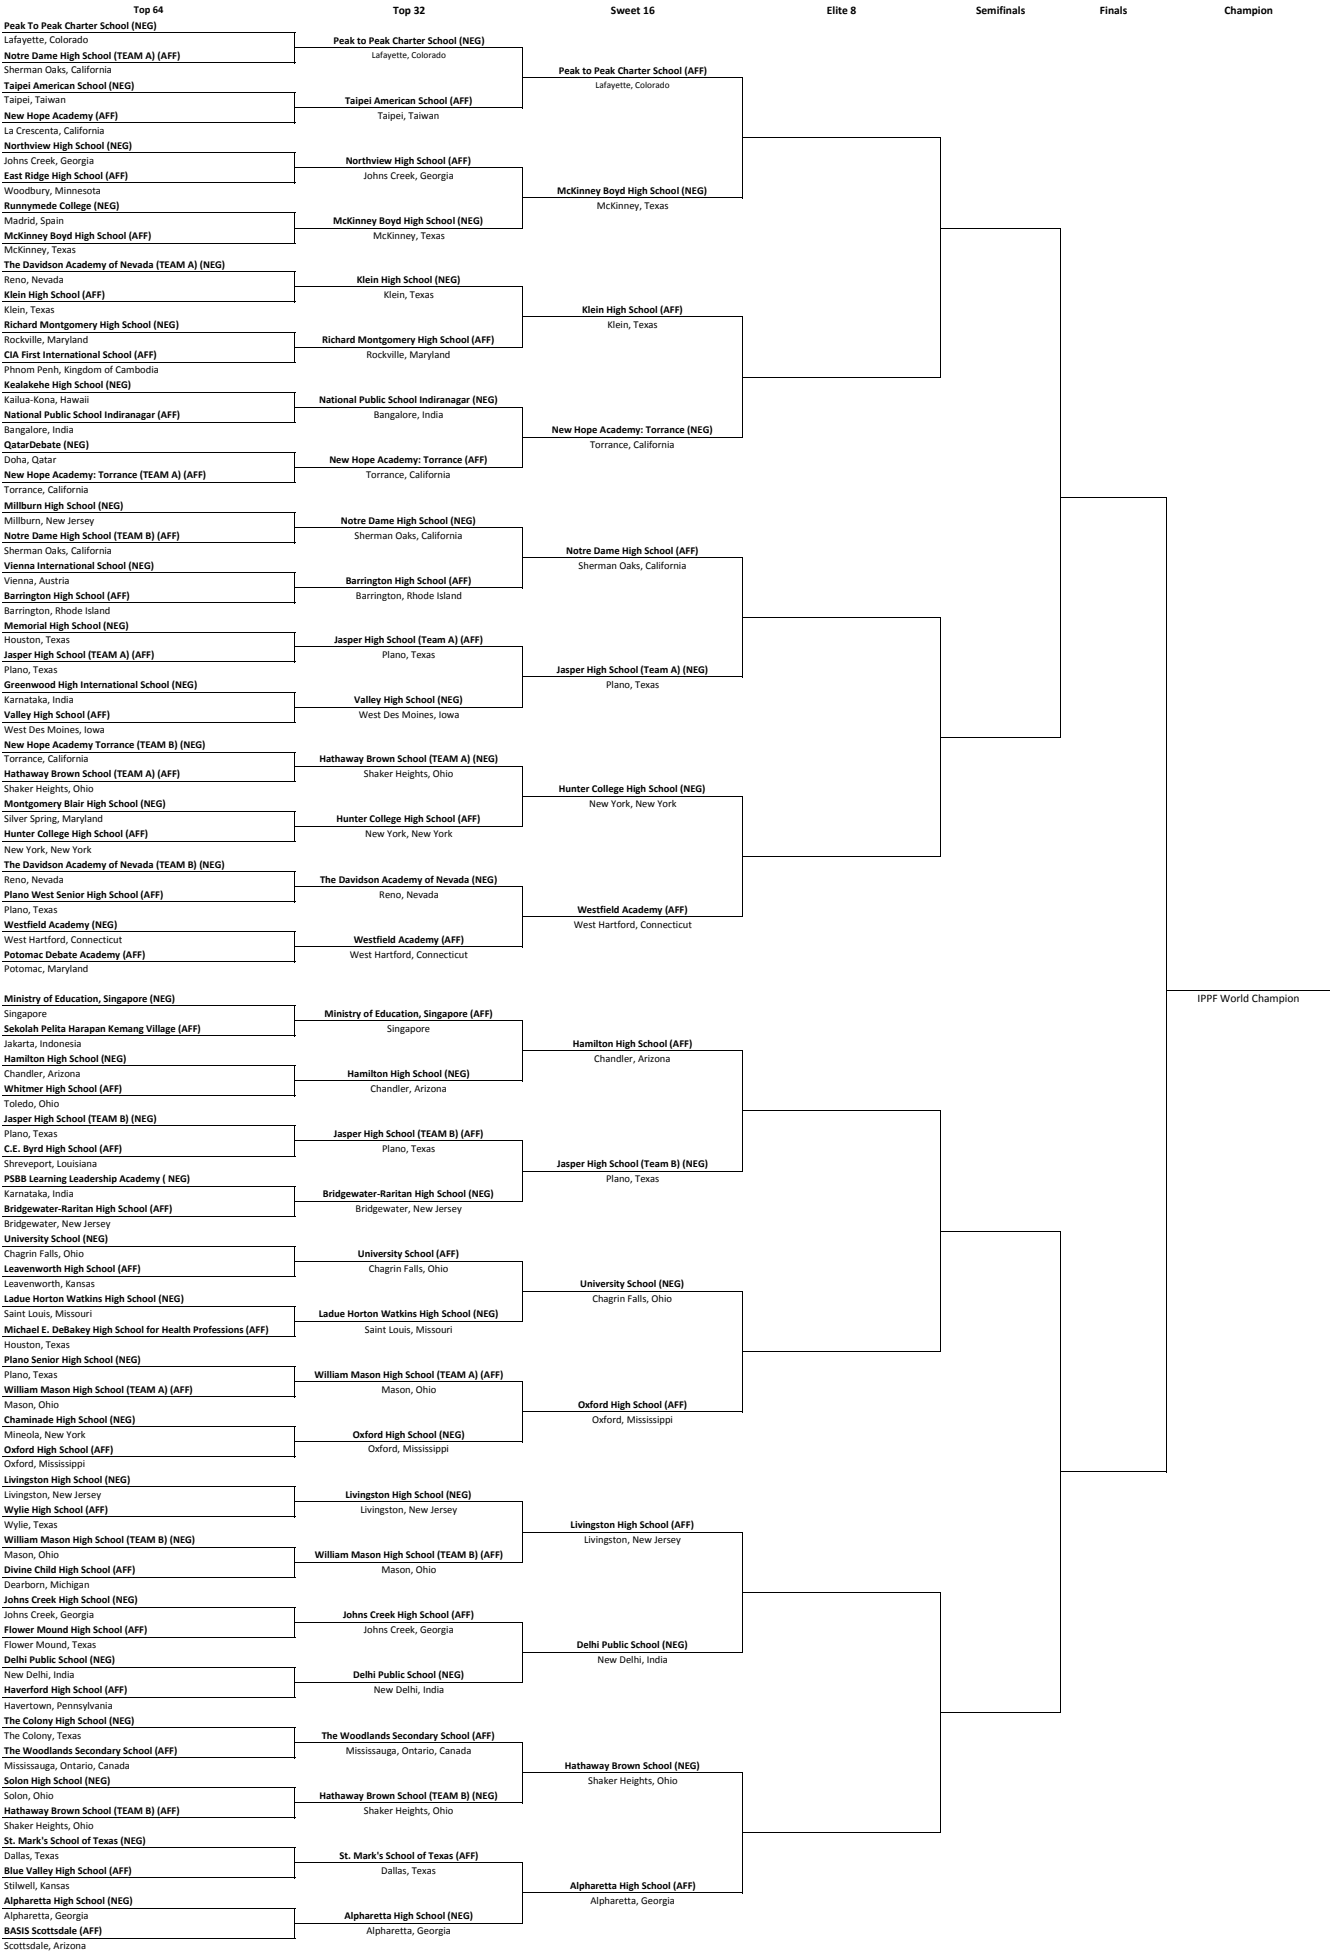 Top 64
Top 32
Sweet 16
Elite 8
Semifinals
Finals
Champion
Peak To Peak Charter School (NEG)
Lafayette, Colorado
Notre Dame High School (TEAM A) (AFF)
Sherman Oaks, California
Taipei American School (NEG)
Taipei, Taiwan
New Hope Academy (AFF)
La Crescenta, California
Northview High School (NEG)
Johns Creek, Georgia
East Ridge High School (AFF)
Woodbury, Minnesota
Runnymede College (NEG)
Madrid, Spain
McKinney Boyd High School (AFF)
McKinney, Texas
The Davidson Academy of Nevada (TEAM A) (NEG)
Reno, Nevada
Klein High School (AFF)
Klein, Texas
Richard Montgomery High School (NEG)
Rockville, Maryland
CIA First International School (AFF)
Phnom Penh, Kingdom of Cambodia
Kealakehe High School (NEG)
Kailua-Kona, Hawaii
National Public School Indiranagar (AFF)
Bangalore, India
QatarDebate (NEG)
Doha, Qatar
New Hope Academy: Torrance (TEAM A) (AFF)
Torrance, California
Millburn High School (NEG)
Millburn, New Jersey
Notre Dame High School (TEAM B) (AFF)
Sherman Oaks, California
Vienna International School (NEG)
Vienna, Austria
Barrington High School (AFF)
Barrington, Rhode Island
Memorial High School (NEG)
Houston, Texas
Jasper High School (TEAM A) (AFF)
Plano, Texas
Greenwood High International School (NEG)
Karnataka, India
Valley High School (AFF)
West Des Moines, Iowa
New Hope Academy Torrance (TEAM B) (NEG)
Torrance, California
Hathaway Brown School (TEAM A) (AFF)
Shaker Heights, Ohio
Montgomery Blair High School (NEG)
Silver Spring, Maryland
Hunter College High School (AFF)
New York, New York
The Davidson Academy of Nevada (TEAM B) (NEG)
Reno, Nevada
Plano West Senior High School (AFF)
Plano, Texas
Westfield Academy (NEG)
West Hartford, Connecticut
Potomac Debate Academy (AFF)
Potomac, Maryland
Ministry of Education, Singapore (NEG)
Singapore
Sekolah Pelita Harapan Kemang Village (AFF)
Jakarta, Indonesia
Hamilton High School (NEG)
Chandler, Arizona
Whitmer High School (AFF)
Toledo, Ohio
Jasper High School (TEAM B) (NEG)
Plano, Texas
C.E. Byrd High School (AFF)
Shreveport, Louisiana
PSBB Learning Leadership Academy ( NEG)
Karnataka, India
Bridgewater-Raritan High School (AFF)
Bridgewater, New Jersey
University School (NEG)
Chagrin Falls, Ohio
Leavenworth High School (AFF)
Leavenworth, Kansas
Ladue Horton Watkins High School (NEG)
Saint Louis, Missouri
Michael E. DeBakey High School for Health Professions (AFF)
Houston, Texas
Plano Senior High School (NEG)
Plano, Texas
William Mason High School (TEAM A) (AFF)
Mason, Ohio
Chaminade High School (NEG)
Mineola, New York
Oxford High School (AFF)
Oxford, Mississippi
Livingston High School (NEG)
Livingston, New Jersey
Wylie High School (AFF)
Wylie, Texas
William Mason High School (TEAM B) (NEG)
Mason, Ohio
Divine Child High School (AFF)
Dearborn, Michigan
Johns Creek High School (NEG)
Johns Creek, Georgia
Flower Mound High School (AFF)
Flower Mound, Texas
Delhi Public School (NEG)
New Delhi, India
Haverford High School (AFF)
Havertown, Pennsylvania
The Colony High School (NEG)
The Colony, Texas
The Woodlands Secondary School (AFF)
Mississauga, Ontario, Canada
Solon High School (NEG)
Solon, Ohio
Hathaway Brown School (TEAM B) (AFF)
Shaker Heights, Ohio
St. Mark's School of Texas (NEG)
Dallas, Texas
Blue Valley High School (AFF)
Stilwell, Kansas
Alpharetta High School (NEG)
Alpharetta, Georgia
BASIS Scottsdale (AFF)
Scottsdale, Arizona
Peak to Peak Charter School (NEG)
Lafayette, Colorado
Taipei American School (AFF)
Taipei, Taiwan
Northview High School (AFF)
Johns Creek, Georgia
McKinney Boyd High School (NEG)
McKinney, Texas
Klein High School (NEG)
Klein, Texas
Richard Montgomery High School (AFF)
Rockville, Maryland
National Public School Indiranagar (NEG)
Bangalore, India
New Hope Academy: Torrance (AFF)
Torrance, California
Notre Dame High School (NEG)
Sherman Oaks, California
Barrington High School (AFF)
Barrington, Rhode Island
Jasper High School (Team A) (AFF)
Plano, Texas
Valley High School (NEG)
West Des Moines, Iowa
Hathaway Brown School (TEAM A) (NEG)
Shaker Heights, Ohio
Hunter College High School (AFF)
New York, New York
The Davidson Academy of Nevada (NEG)
Reno, Nevada
Westfield Academy (AFF)
West Hartford, Connecticut
Ministry of Education, Singapore (AFF)
Singapore
Hamilton High School (NEG)
Chandler, Arizona
Jasper High School (TEAM B) (AFF)
Plano, Texas
Bridgewater-Raritan High School (NEG)
Bridgewater, New Jersey
University School (AFF)
Chagrin Falls, Ohio
Ladue Horton Watkins High School (NEG)
Saint Louis, Missouri
William Mason High School (TEAM A) (AFF)
Mason, Ohio
Oxford High School (NEG)
Oxford, Mississippi
Livingston High School (NEG)
Livingston, New Jersey
William Mason High School (TEAM B) (AFF)
Mason, Ohio
Johns Creek High School (AFF)
Johns Creek, Georgia
Delhi Public School (NEG)
New Delhi, India
The Woodlands Secondary School (AFF)
Mississauga, Ontario, Canada
Hathaway Brown School (TEAM B) (NEG)
Shaker Heights, Ohio
St. Mark's School of Texas (AFF)
Dallas, Texas
Alpharetta High School (NEG)
Alpharetta, Georgia
Peak to Peak Charter School (AFF)
Lafayette, Colorado
McKinney Boyd High School (NEG)
McKinney, Texas
Klein High School (AFF)
Klein, Texas
New Hope Academy: Torrance (NEG)
Torrance, California
Notre Dame High School (AFF)
Sherman Oaks, California
Jasper High School (Team A) (NEG)
Plano, Texas
Hunter College High School (NEG)
New York, New York
Westfield Academy (AFF)
West Hartford, Connecticut
Hamilton High School (AFF)
Chandler, Arizona
Jasper High School (Team B) (NEG)
Plano, Texas
University School (NEG)
Chagrin Falls, Ohio
Oxford High School (AFF)
Oxford, Mississippi
Livingston High School (AFF)
Livingston, New Jersey
Delhi Public School (NEG)
New Delhi, India
Hathaway Brown School (NEG)
Shaker Heights, Ohio
Alpharetta High School (AFF)
Alpharetta, Georgia
IPPF World Champion